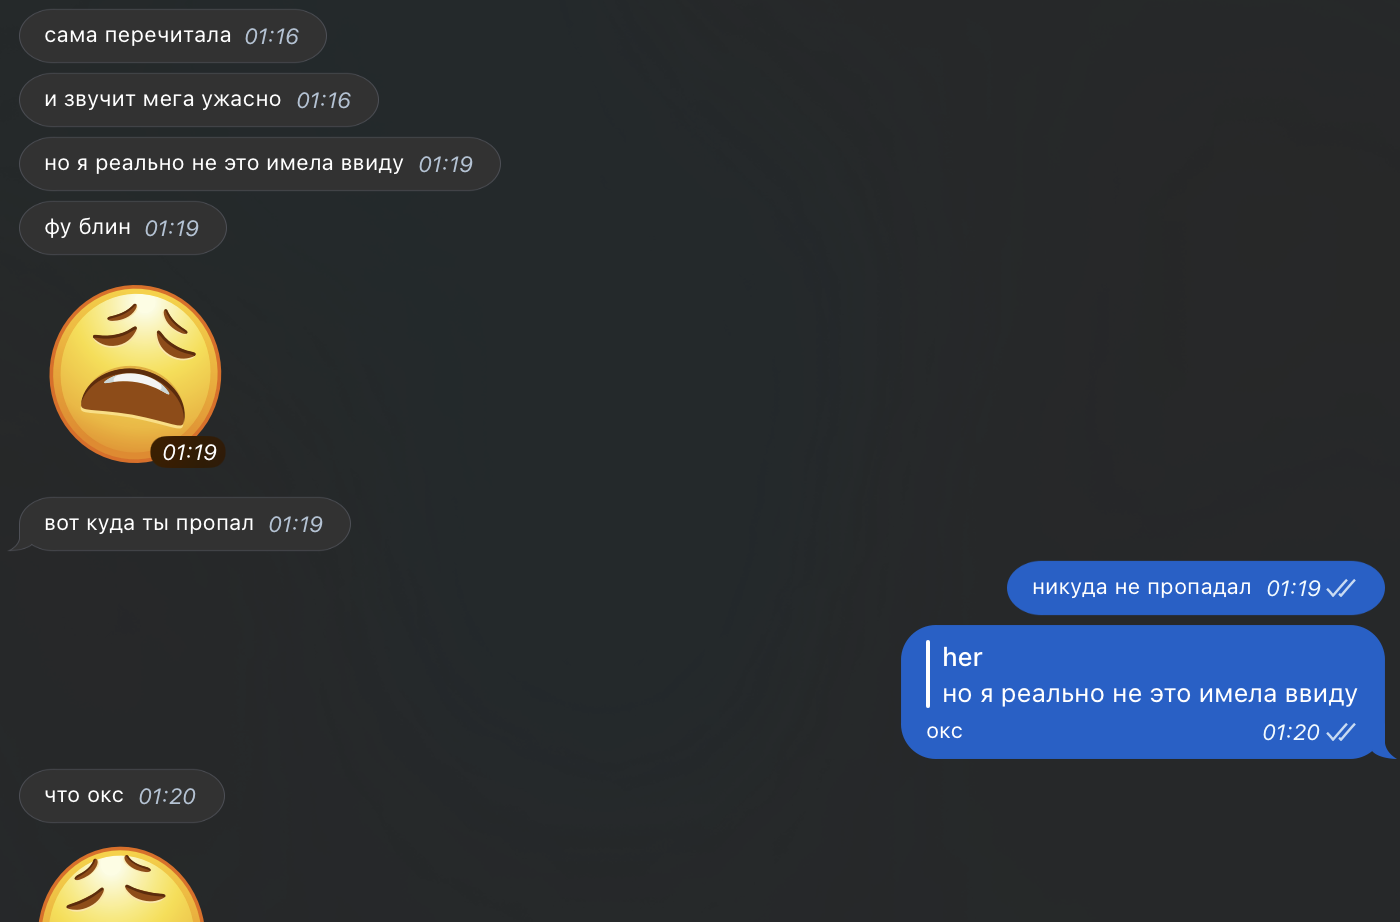 сама перечитала 01:16
и звучит мега ужасно 01:16
но я реально не это имела ввиду 01:19
фу блин 01:19
01:19
вот куда ты пропал 01:19
никуда не пропадал 01:19
her
но я реально не это имела ввиду
окс 01:20
что окс 01:20